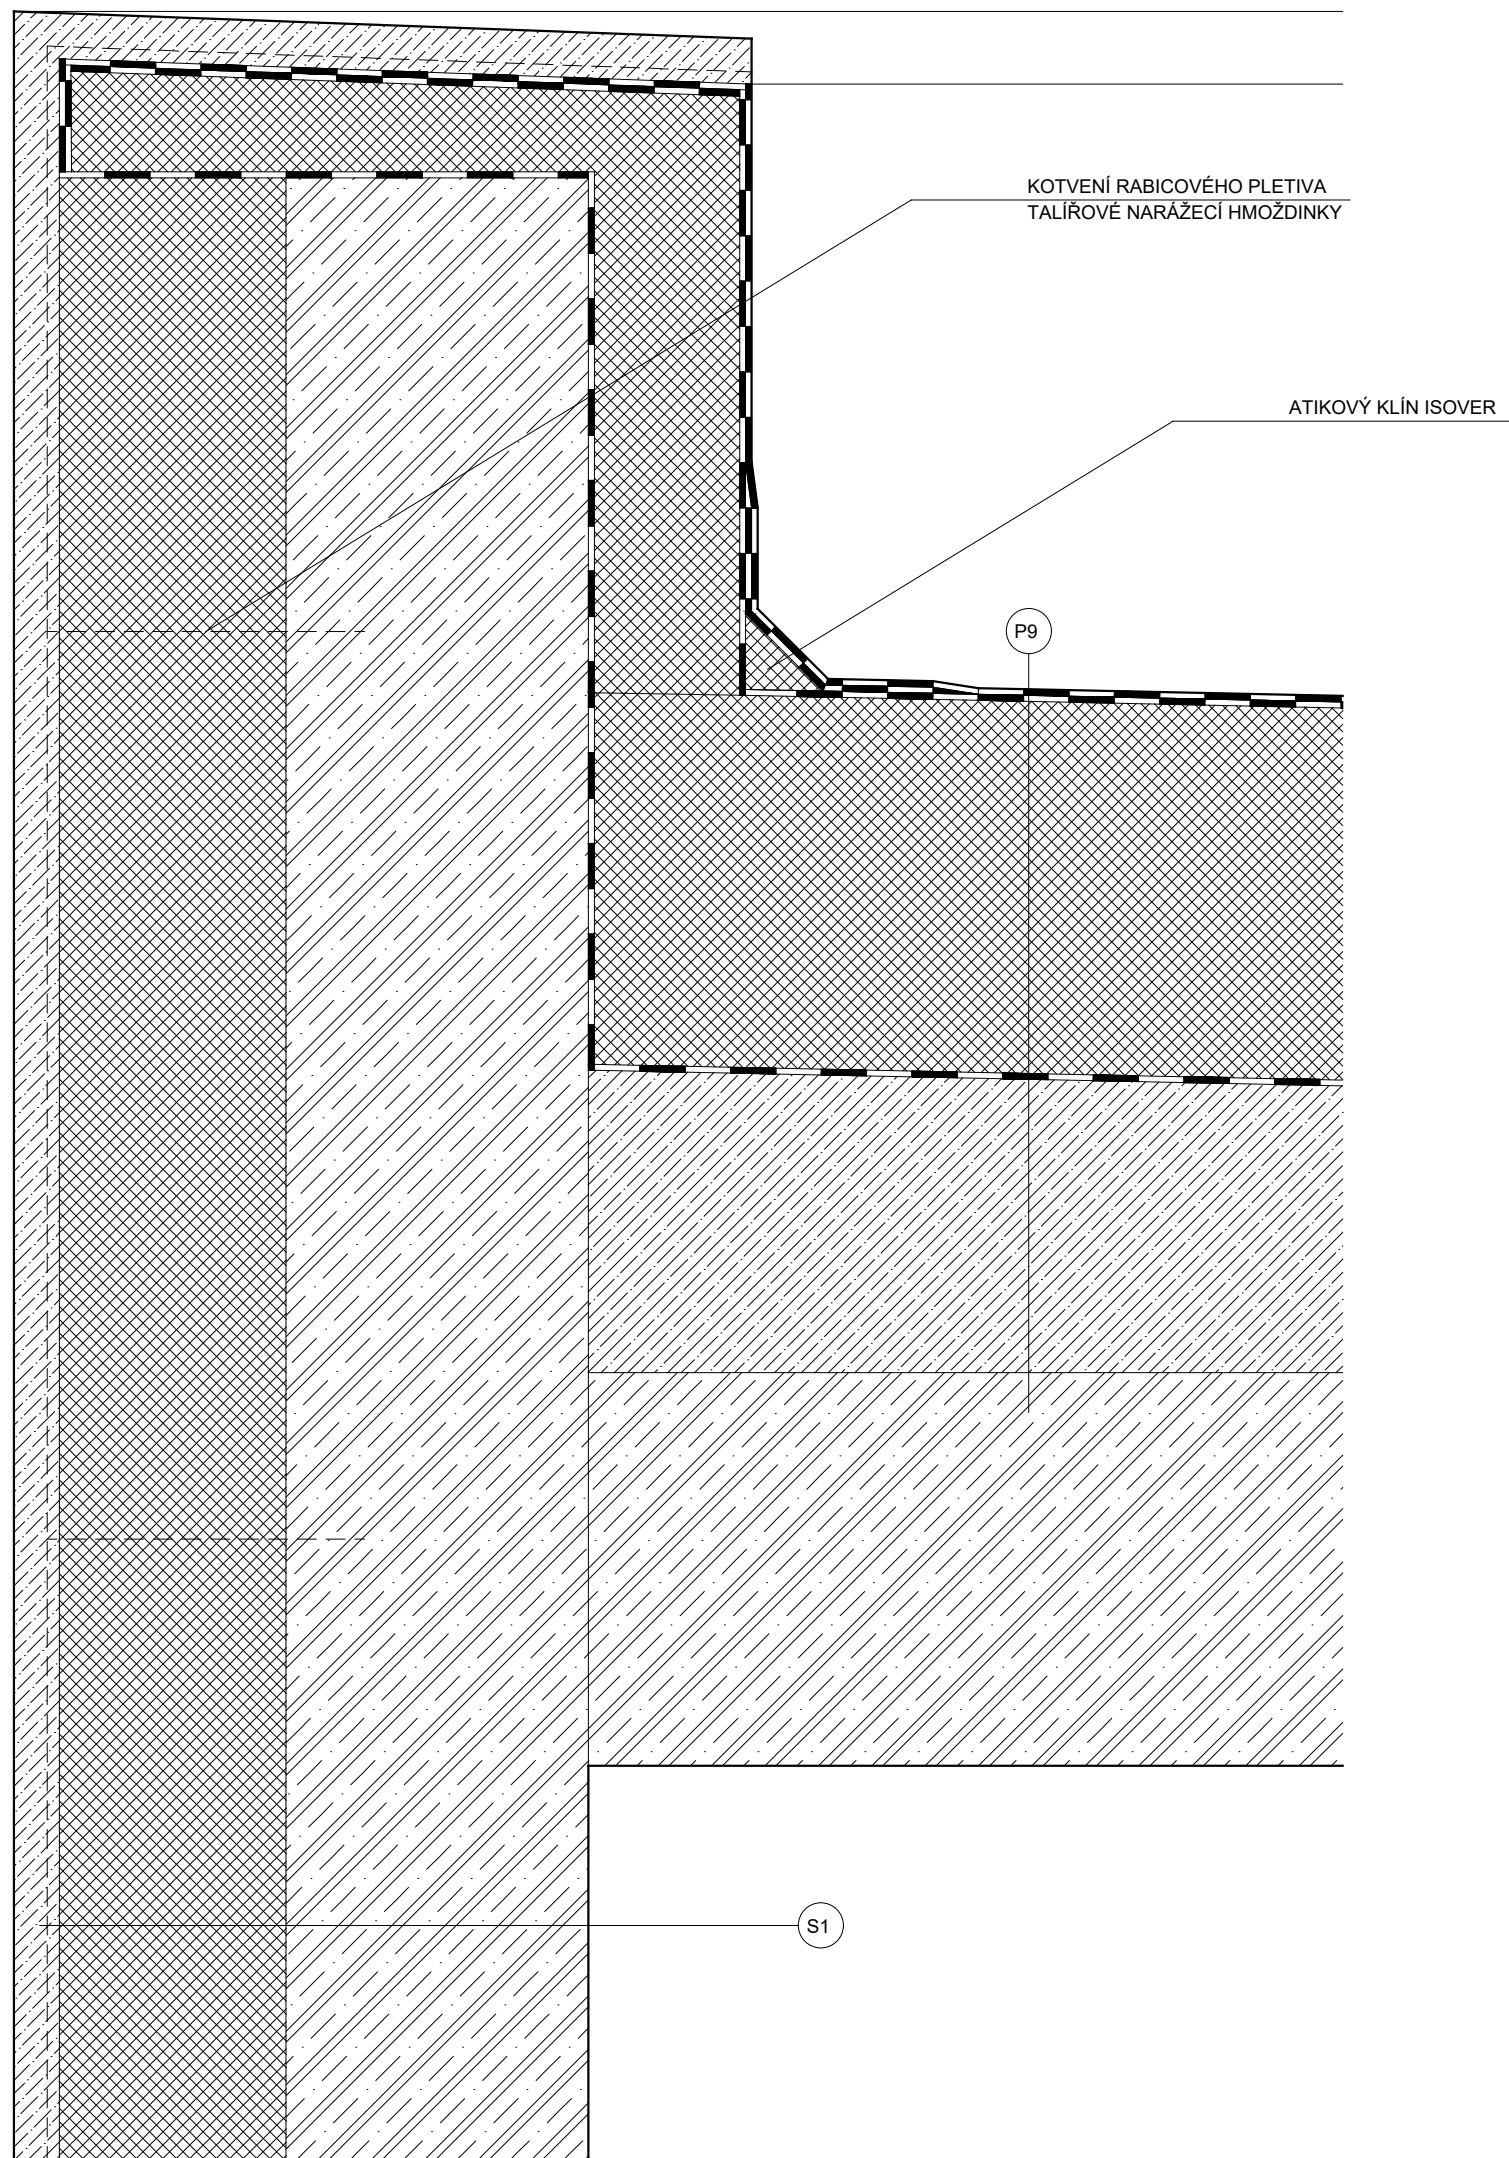 KOTVENÍ RABICOVÉHO PLETIVA
TALÍŘOVÉ NARÁŽECÍ HMOŽDINKY
ATIKOVÝ KLÍN ISOVER
P9
S1